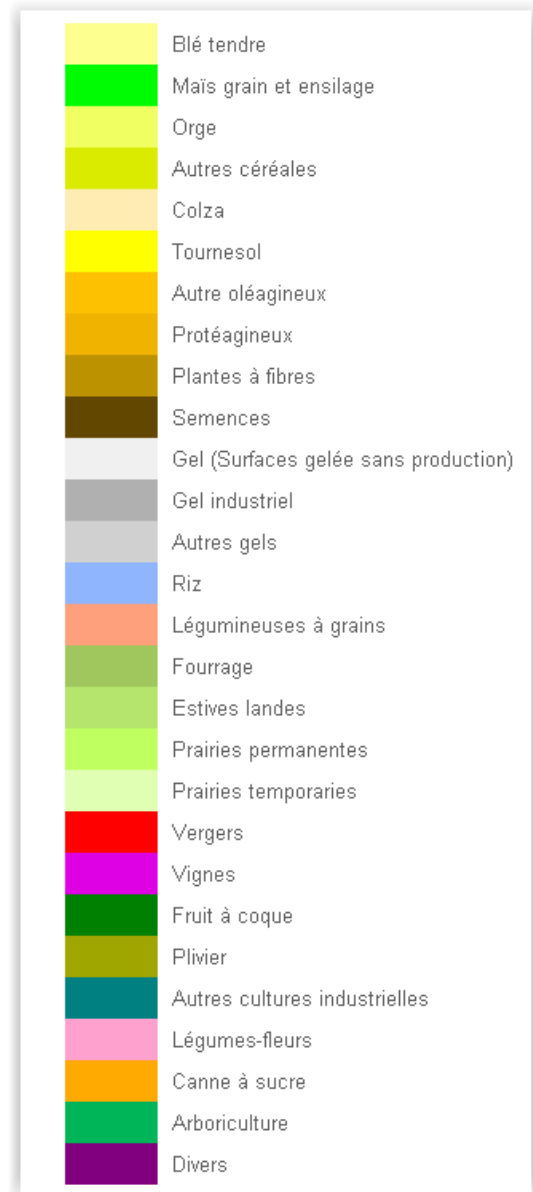 Blé tendre
Maïs grain et ensilage
Orge
Autres céréales
Colza
Tournesol
Autre oléagineux
Protéagineux
Plantes à fibres
Semences
Gel (Surfaces gelée sans production)
Gel industriel
Autres gels
Riz
Légumineuses à grains
Fourrage
Estives landes
Prairies permanentes
Prairies temporaries
Vergers
Vignes
Fruit à coque
Plivier
Autres cultures industrielles
Légumes-fleurs
Canne à sucre
Arboriculture
Divers